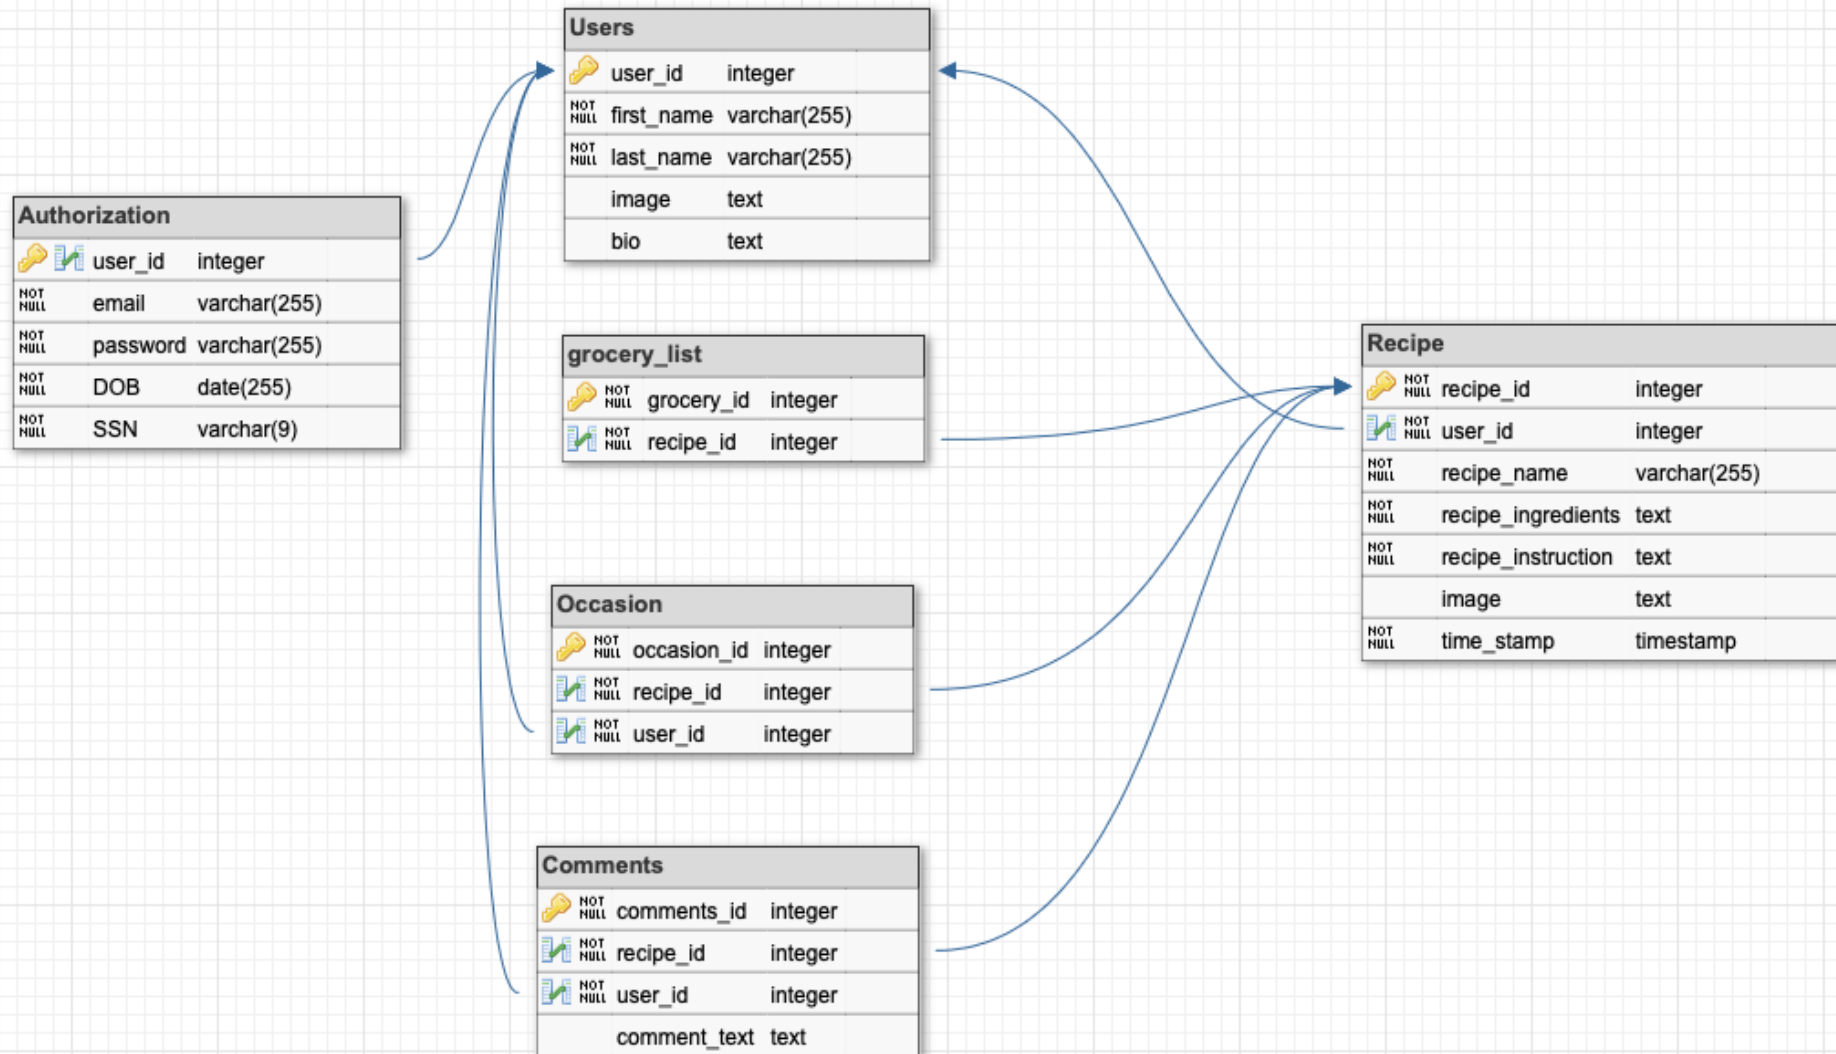 Users
user_id integer
NOT NULL first_name varchar(255)
NOT NULL last_name varchar(255)
image text
bio text
Authorization
user_id integer
NOT NULL email varchar(255)
NOT NULL password varchar(255)
NOT NULL DOB date(255)
NOT NULL SSN varchar(9)
grocery_list
NOT NULL grocery_id integer
NOT NULL recipe_id integer
Recipe
NOT NULL recipe_id integer
NOT NULL user_id integer
NOT NULL recipe_name varchar(255)
NOT NULL recipe_ingredients text
NOT NULL recipe_instruction text
image text
NOT NULL time_stamp timestamp
Occasion
NOT NULL occasion_id integer
NOT NULL recipe_id integer
NOT NULL user_id integer
Comments
NOT NULL comments_id integer
NOT NULL recipe_id integer
NOT NULL user_id integer
comment_text text